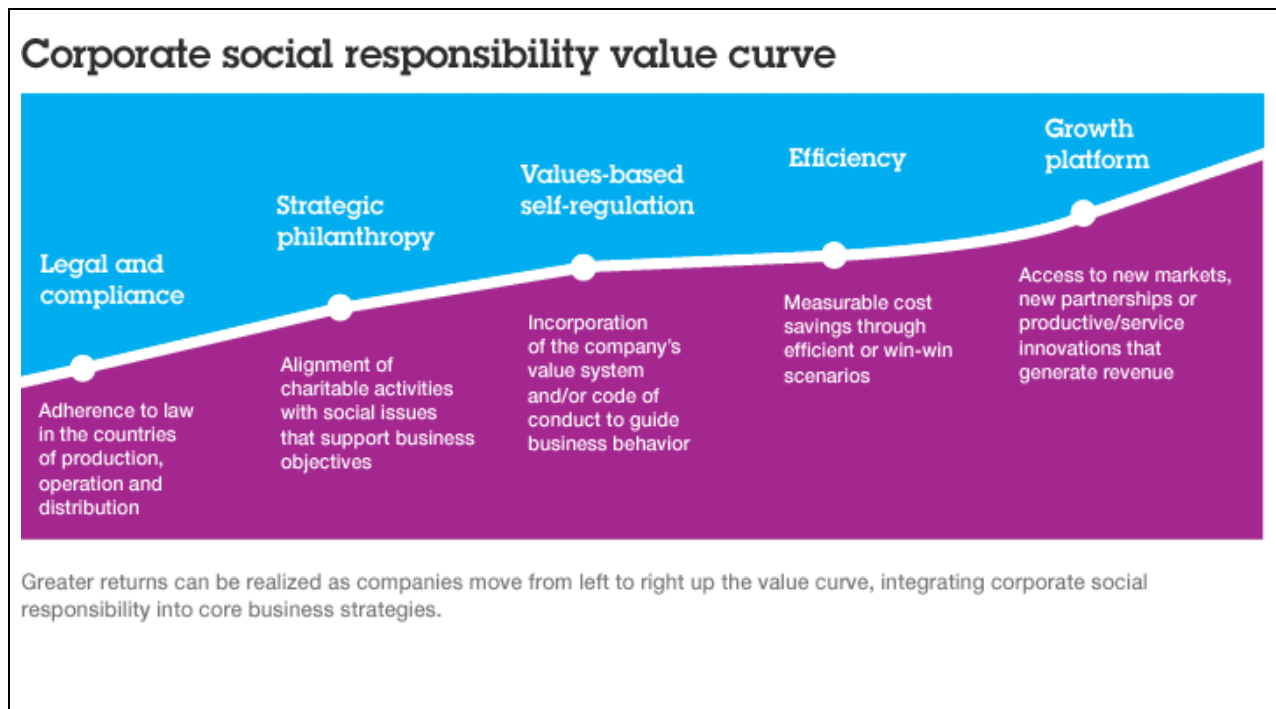 Corporate social responsibility value curve
Legal and
compliance
Adherence to law
in the countries
of production,
operation and
distribution
Strategic
philanthropy
Alignment of
charitable activities
with social issues
that support business
objectives
Values-based
self-regulation
Incorporation
of the company's
value system
and/or code of
conduct to guide
business behavior
Efficiency
Measurable cost
savings through
efficient or win-win
scenarios
Growth
platform
Access to new markets,
new partnerships or
productive/service
innovations that
generate revenue
Greater returns can be realized as companies move from left to right up the value curve, integrating corporate social
responsibility into core business strategies.